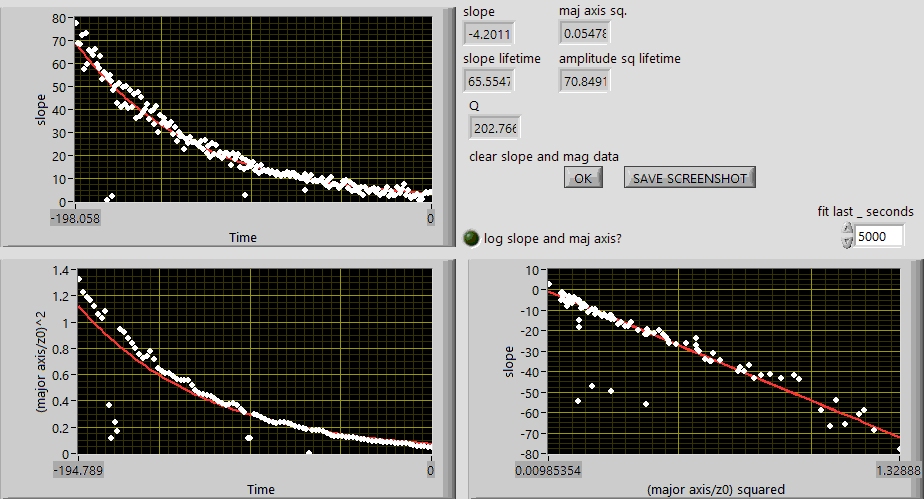 slope
maj axis sq.
-4.2011
0.05478
slope lifetime
amplitude sq lifetime
65.5547
70.8491
Q
202.766
clear slope and mag data
OK
SAVE SCREENSHOT
fit last _ seconds
log slope and maj axis?
5000
80
70
60
50
40
30
20
10
0
slope
-198.058
0
Time
1.4
1.2
1
0.8
0.6
0.4
0.2
0
(major axis/z0)^2
-194.789
0
Time
10
0
-10
-20
-30
-40
-50
-60
-70
-80
slope
0.00985354
1.32888
(major axis/z0) squared